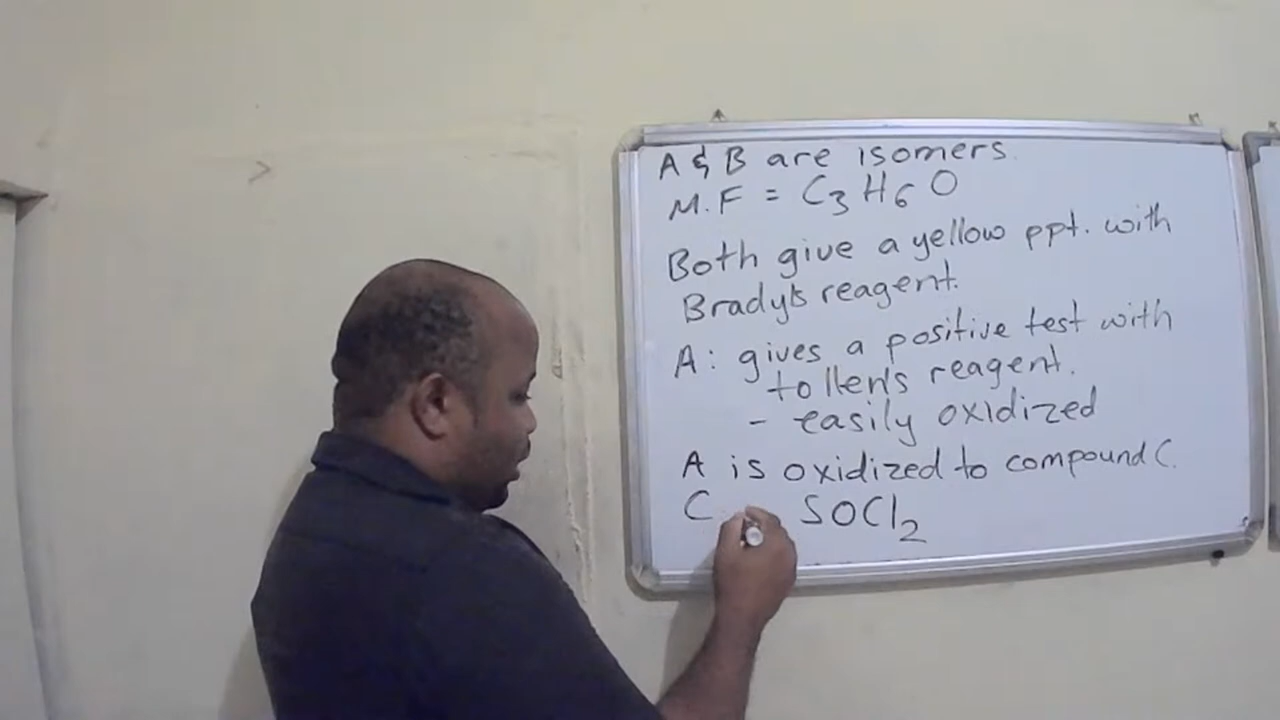 A & B are isomers.
M.F = C3H6O
Both give a yellow ppt. with
Brady's reagent.
A: gives a positive test with
tollen's reagent.
- easily oxidized
A is oxidized to compound C.
C SOCl2